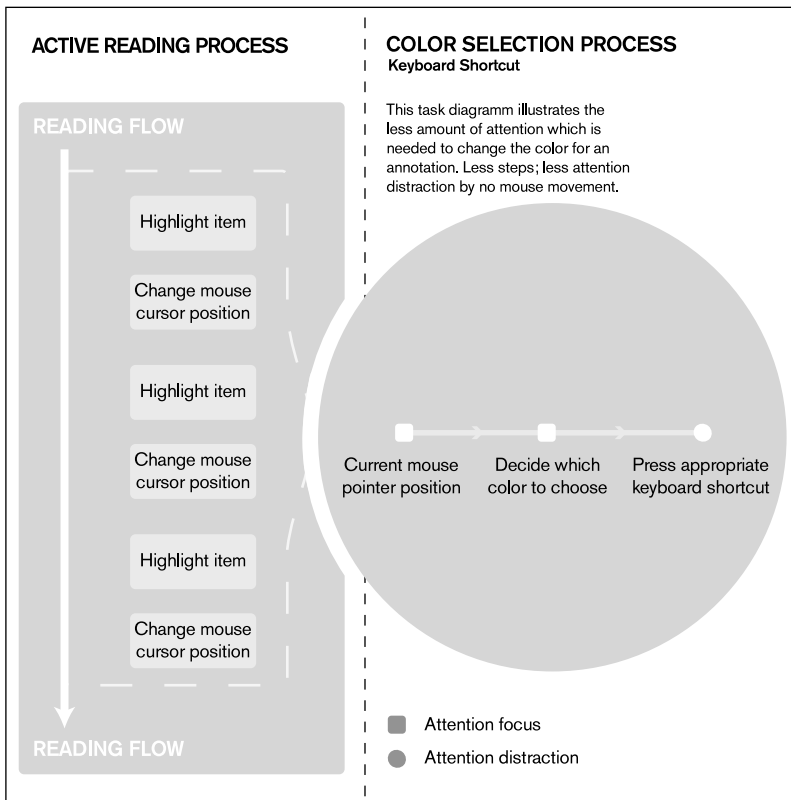 ACTIVE READING PROCESS
READING FLOW
Highlight item
Change mouse
cursor position
Highlight item
Change mouse
cursor position
Highlight item
Change mouse
cursor position
READING FLOW
COLOR SELECTION PROCESS
Keyboard Shortcut
This task diagramm illustrates the
less amount of attention which is
needed to change the color for an
annotation. Less steps; less attention
distraction by no mouse movement.
Current mouse
pointer position
Decide which
color to choose
Press appropriate
keyboard shortcut
Attention focus
Attention distraction